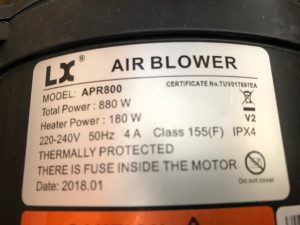 LX® AIR BLOWER
MODEL: APR800 CERTIFICATE No.TUV017607EA
Total Power : 880 W
Heater Power : 180 W
V2
220-240V 50Hz 4 A Class 155(F) IPX4
THERMALLY PROTECTED
THERE IS FUSE INSIDE THE MOTOR
Date: 2018.01 Do not cover